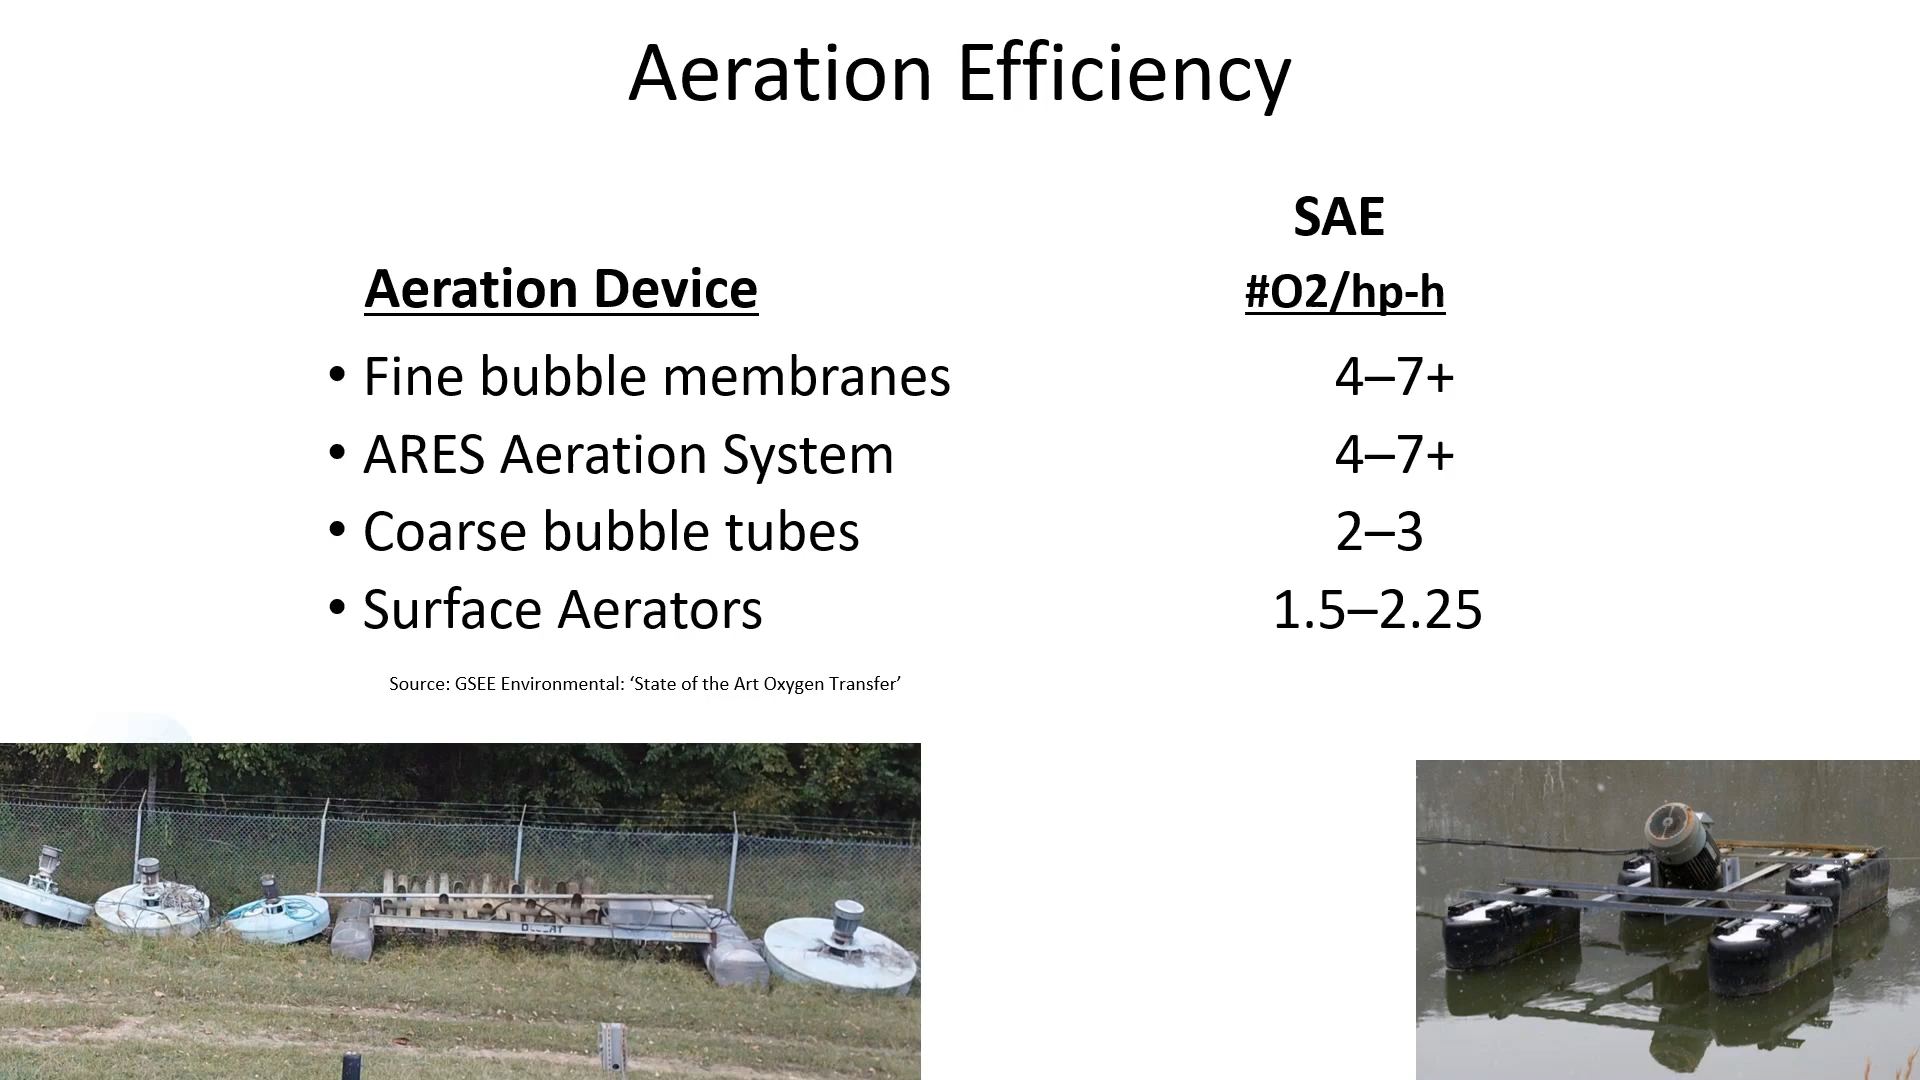 Aeration Efficiency
SAE
Aeration Device #O2/hp-h
• Fine bubble membranes 4–7+
• ARES Aeration System 4–7+
• Coarse bubble tubes 2–3
• Surface Aerators 1.5–2.25
Source: GSEE Environmental: ‘State of the Art Oxygen Transfer’